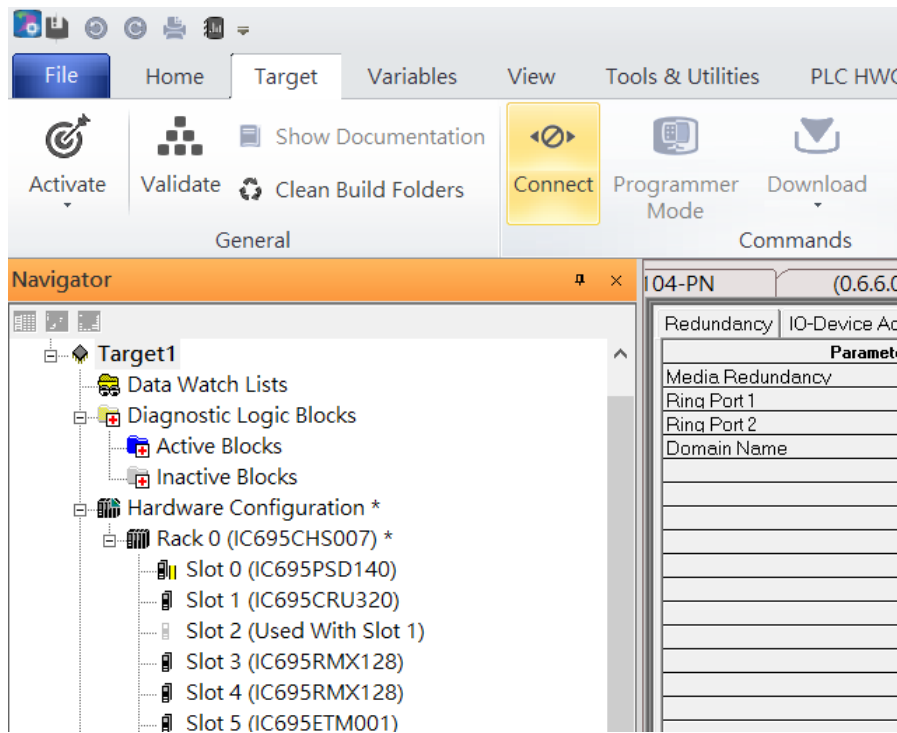 File Home Target Variables View Tools & Utilities PLC HWC
Show Documentation
Activate Validate Clean Build Folders Connect Programmer Mode Download
General Commands
Navigator
104-PN (0.6.6.0
Redundancy IO-Device Ac
Paramete
Target1
Media Redundancy
Data Watch Lists
Ring Port 1
Diagnostic Logic Blocks
Ring Port 2
Active Blocks
Domain Name
Inactive Blocks
Hardware Configuration *
Rack 0 (IC695CHS007) *
Slot 0 (IC695PSD140)
Slot 1 (IC695CRU320)
Slot 2 (Used With Slot 1)
Slot 3 (IC695RMX128)
Slot 4 (IC695RMX128)
Slot 5 (IC695ETM001)